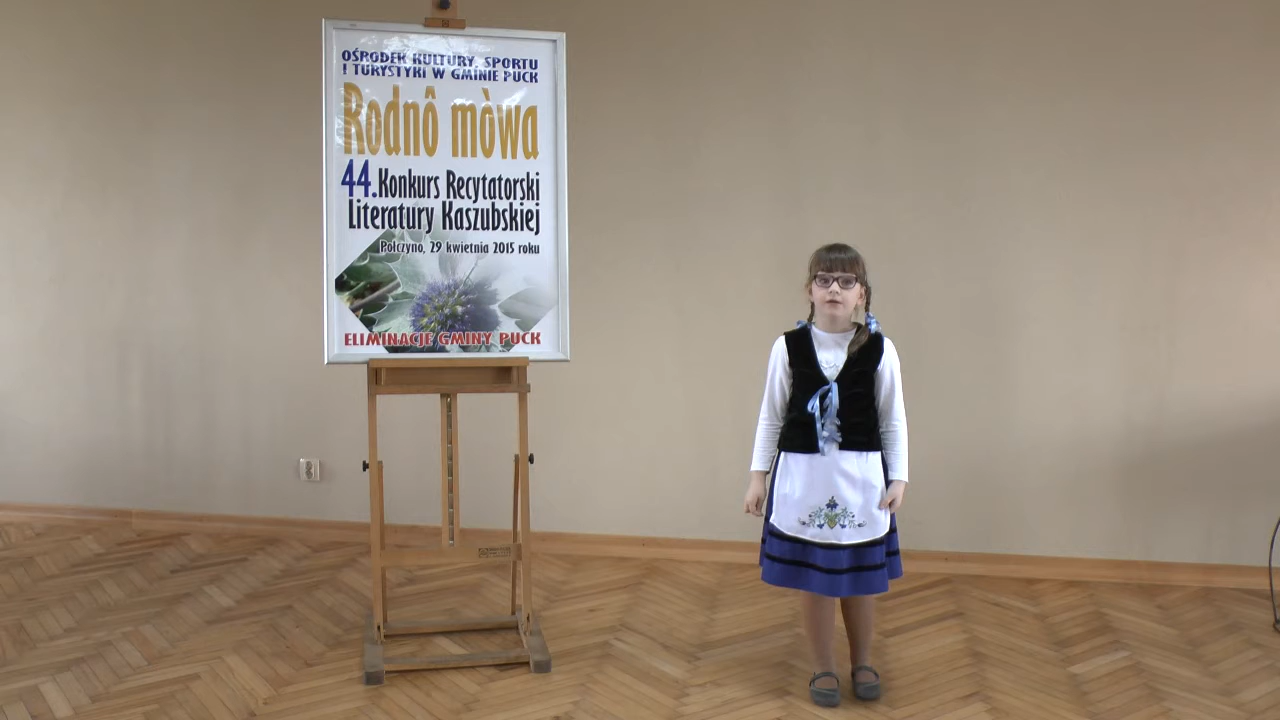 OŚRODEK KULTURY, SPORTU
I TURYSTYKI W GMINIE PUCK
Rodnô mòwa
44. Konkurs Recytatorski
Literatury Kaszubskiej
Połczyno, 29 kwietnia 2015 roku
ELIMINACJE GMINY PUCK